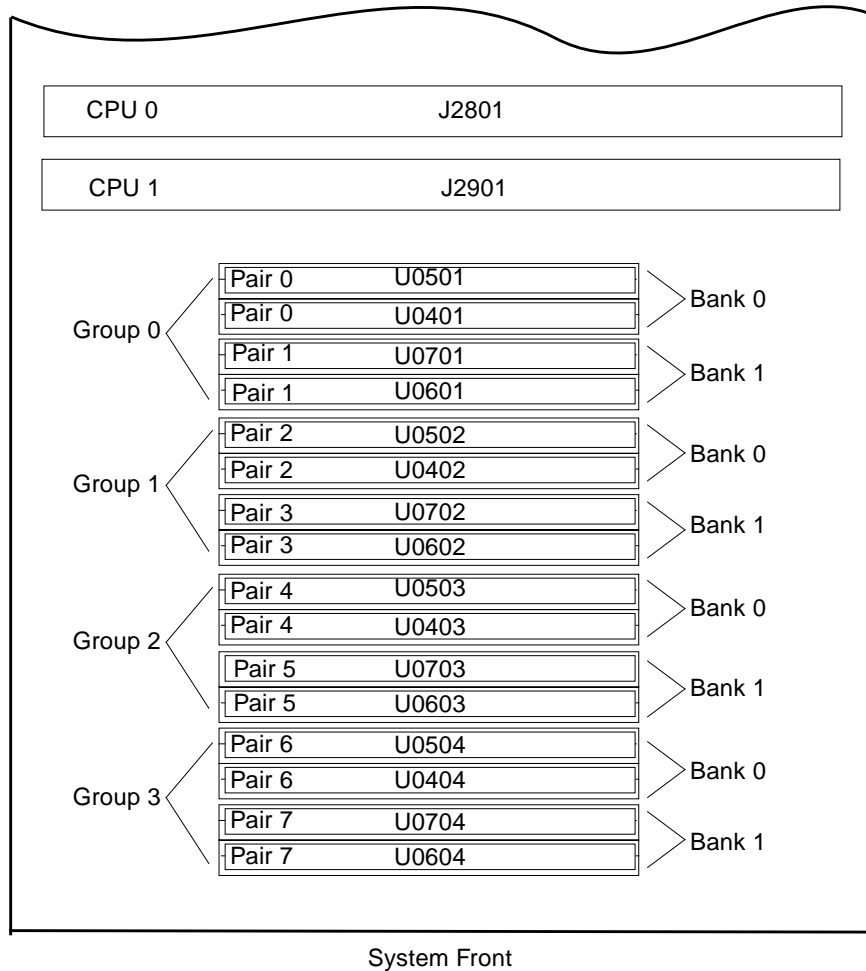 CPU 0 J2801
CPU 1 J2901
Pair 0 U0501
Bank 0
Pair 0 U0401
Group 0
Pair 1 U0701
Bank 1
Pair 1 U0601
Pair 2 U0502
Bank 0
Pair 2 U0402
Group 1
Pair 3 U0702
Bank 1
Pair 3 U0602
Pair 4 U0503
Bank 0
Pair 4 U0403
Group 2
Pair 5 U0703
Bank 1
Pair 5 U0603
Pair 6 U0504
Bank 0
Pair 6 U0404
Group 3
Pair 7 U0704
Bank 1
Pair 7 U0604
System Front